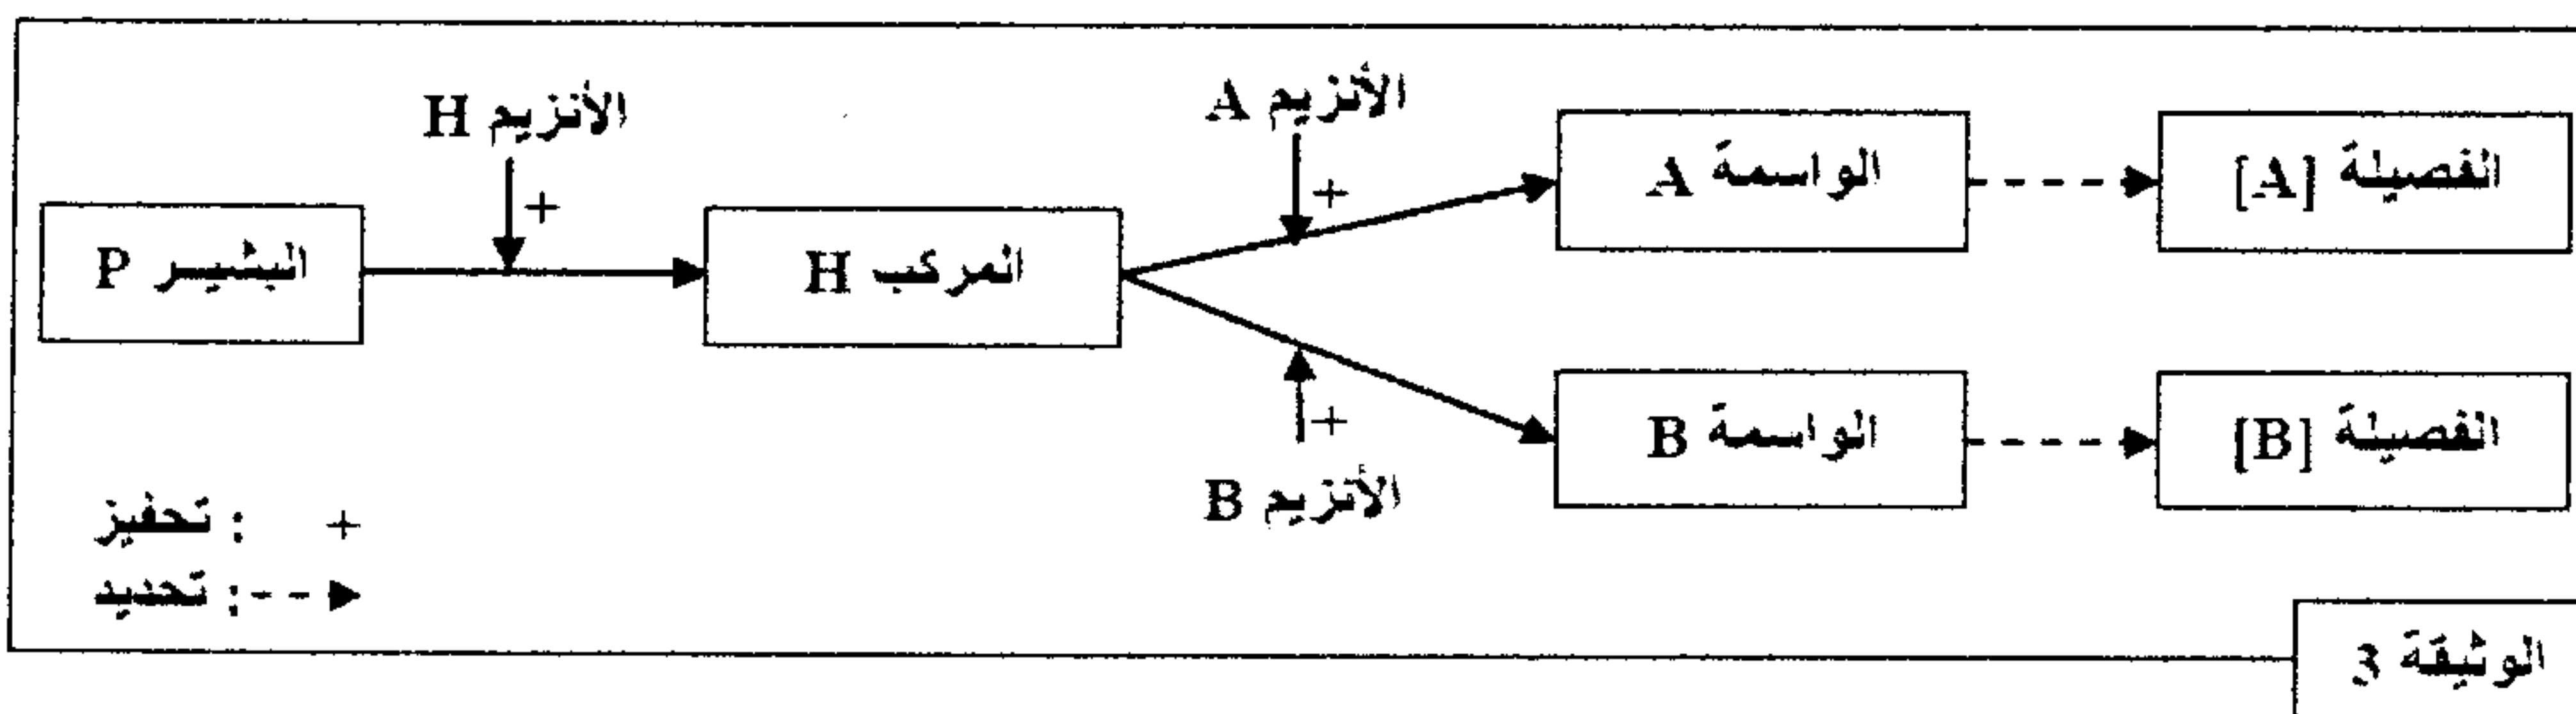 الأنزيم H
الأنزيم A
البشير P
المركب H
الواسمة A
الفصيلة [A]
الأنزيم B
الواسمة B
الفصيلة [B]
+
+
+
+ : تحفيز
: تحديد
الوثيقة 3